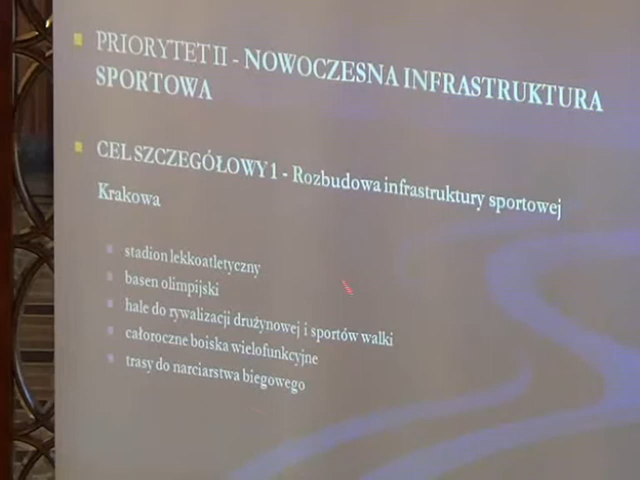 PRIORYTET II - NOWOCZESNA INFRASTRUKTURA
SPORTOWA
CEL SZCZEGÓŁOWY 1 - Rozbudowa infrastruktury sportowej
Krakowa
stadion lekkoatletyczny
basen olimpijski
hale do rywalizacji drużynowej i sportów walki
całoroczne boiska wielofunkcyjne
trasy do narciarstwa biegowego